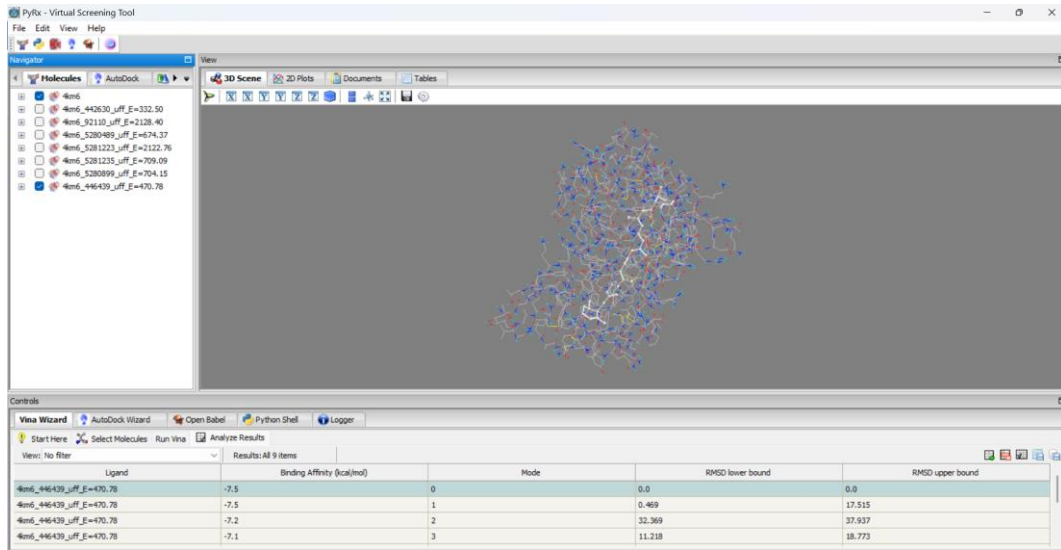 PyRx - Virtual Screening Tool
File Edit View Help
Navigator
View
Molecules AutoDock
3D Scene 2D Plots Documents Tables
X X Y Y Z Z
4km6
4km6_442630_uff_E=332.50
4km6_92110_uff_E=2128.40
4km6_5280489_uff_E=674.37
4km6_5281223_uff_E=2122.76
4km6_5281235_uff_E=709.09
4km6_5280899_uff_E=704.15
4km6_446439_uff_E=470.78
Controls
Vina Wizard AutoDock Wizard Open Babel Python Shell Logger
Start Here Select Molecules Run Vina Analyze Results
View: No filter Results: All 9 items
Ligand Binding Affinity (kcal/mol) Mode RMSD lower bound RMSD upper bound
4km6_446439_uff_E=470.78 -7.5 0 0.0 0.0
4km6_446439_uff_E=470.78 -7.5 1 0.469 17.515
4km6_446439_uff_E=470.78 -7.2 2 32.369 37.937
4km6_446439_uff_E=470.78 -7.1 3 11.218 18.773